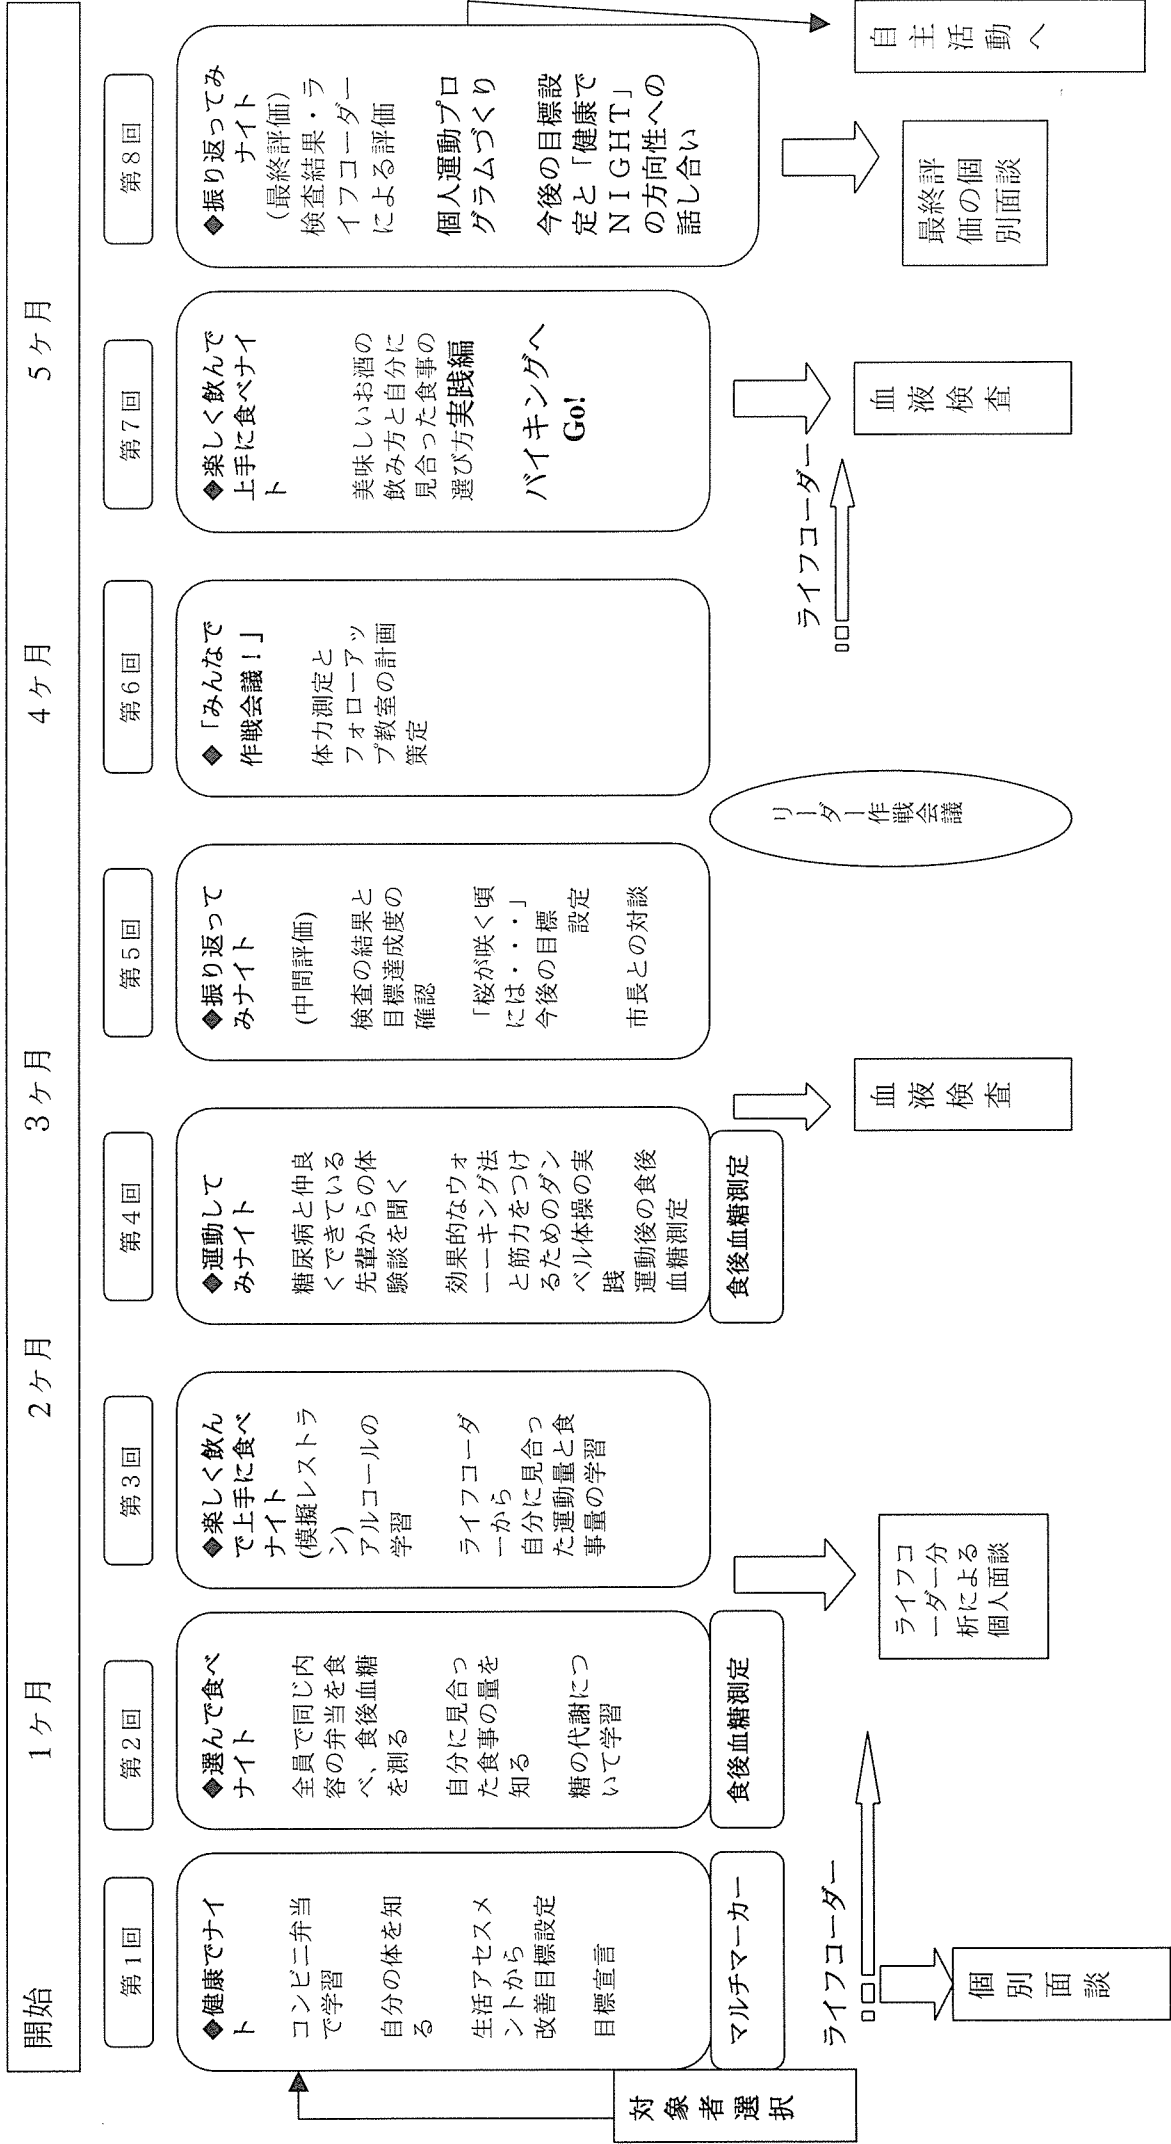 開始
1ヶ月
2ヶ月
3ヶ月
4ヶ月
5ヶ月
第1回
◆健康でナイ
ト
コンビニ弁当
で学習
自分の体を知
る
生活アセスメ
ントから
改善目標設定
目標宣言
マルチマーカー
対象者選択
ライフコーダー
個別面談
第2回
◆選んで食べ
ナイト
全員で同じ内
容の弁当を食
べ、食後血糖
を測る
自分に見合っ
た食事の量を
知る
糖の代謝につ
いて学習
食後血糖測定
第3回
◆楽しく飲ん
で上手に食べ
ナイト
(模擬レストラ
ン)
アルコールの
学習
ライフコーダ
ーから
自分に見合っ
た運動量と食
事量の学習
ライフコ
ーダー分
析による
個人面談
第4回
◆運動して
みナイト
糖尿病と仲良
くできている
先輩からの体
験談を聞く
効果的なウォ
ーーキング法
と筋力をつけ
るためのダン
ベル体操の実
践
運動後の食後
血糖測定
食後血糖測定
血液検査
第5回
◆振り返って
みナイト
(中間評価)
検査の結果と
目標達成度の
確認
「桜が咲く頃
には・・・」
今後の目標
設定
市長との対談
リーダー作戦会議
第6回
◆「みんなで
作戦会議！」
体力測定と
フォローアッ
プ教室の計画
策定
ライフコーダー
第7回
◆楽しく飲んで
上手に食べナイ
ト
美味しいお酒の
飲み方と自分に
見合った食事の
選び方実践編
バイキングへ
Go!
血液検査
第8回
◆振り返ってみ
ナイト
(最終評価)
検査結果・ラ
イフコーダー
による評価
個人運動プロ
グラムづくり
今後の目標設
定と「健康で
ＮＩＧＨＴ」
の方向性への
話し合い
最終評
価の個
別面談
自主活動へ